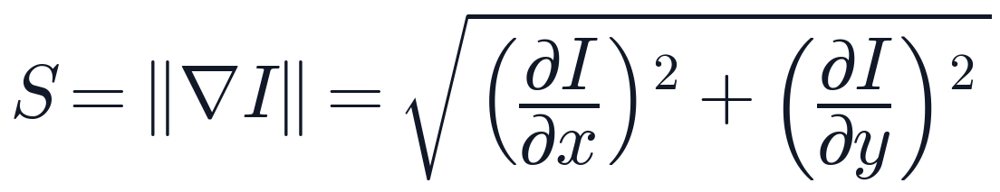 S = ‖∇I‖ = √((∂I/∂x)² + (∂I/∂y)²)